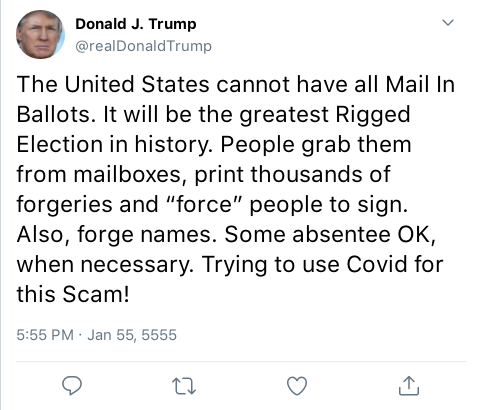 Donald J. Trump
@realDonaldTrump
The United States cannot have all Mail In
Ballots. It will be the greatest Rigged
Election in history. People grab them
from mailboxes, print thousands of
forgeries and “force” people to sign.
Also, forge names. Some absentee OK,
when necessary. Trying to use Covid for
this Scam!
5:55 PM · Jan 55, 5555